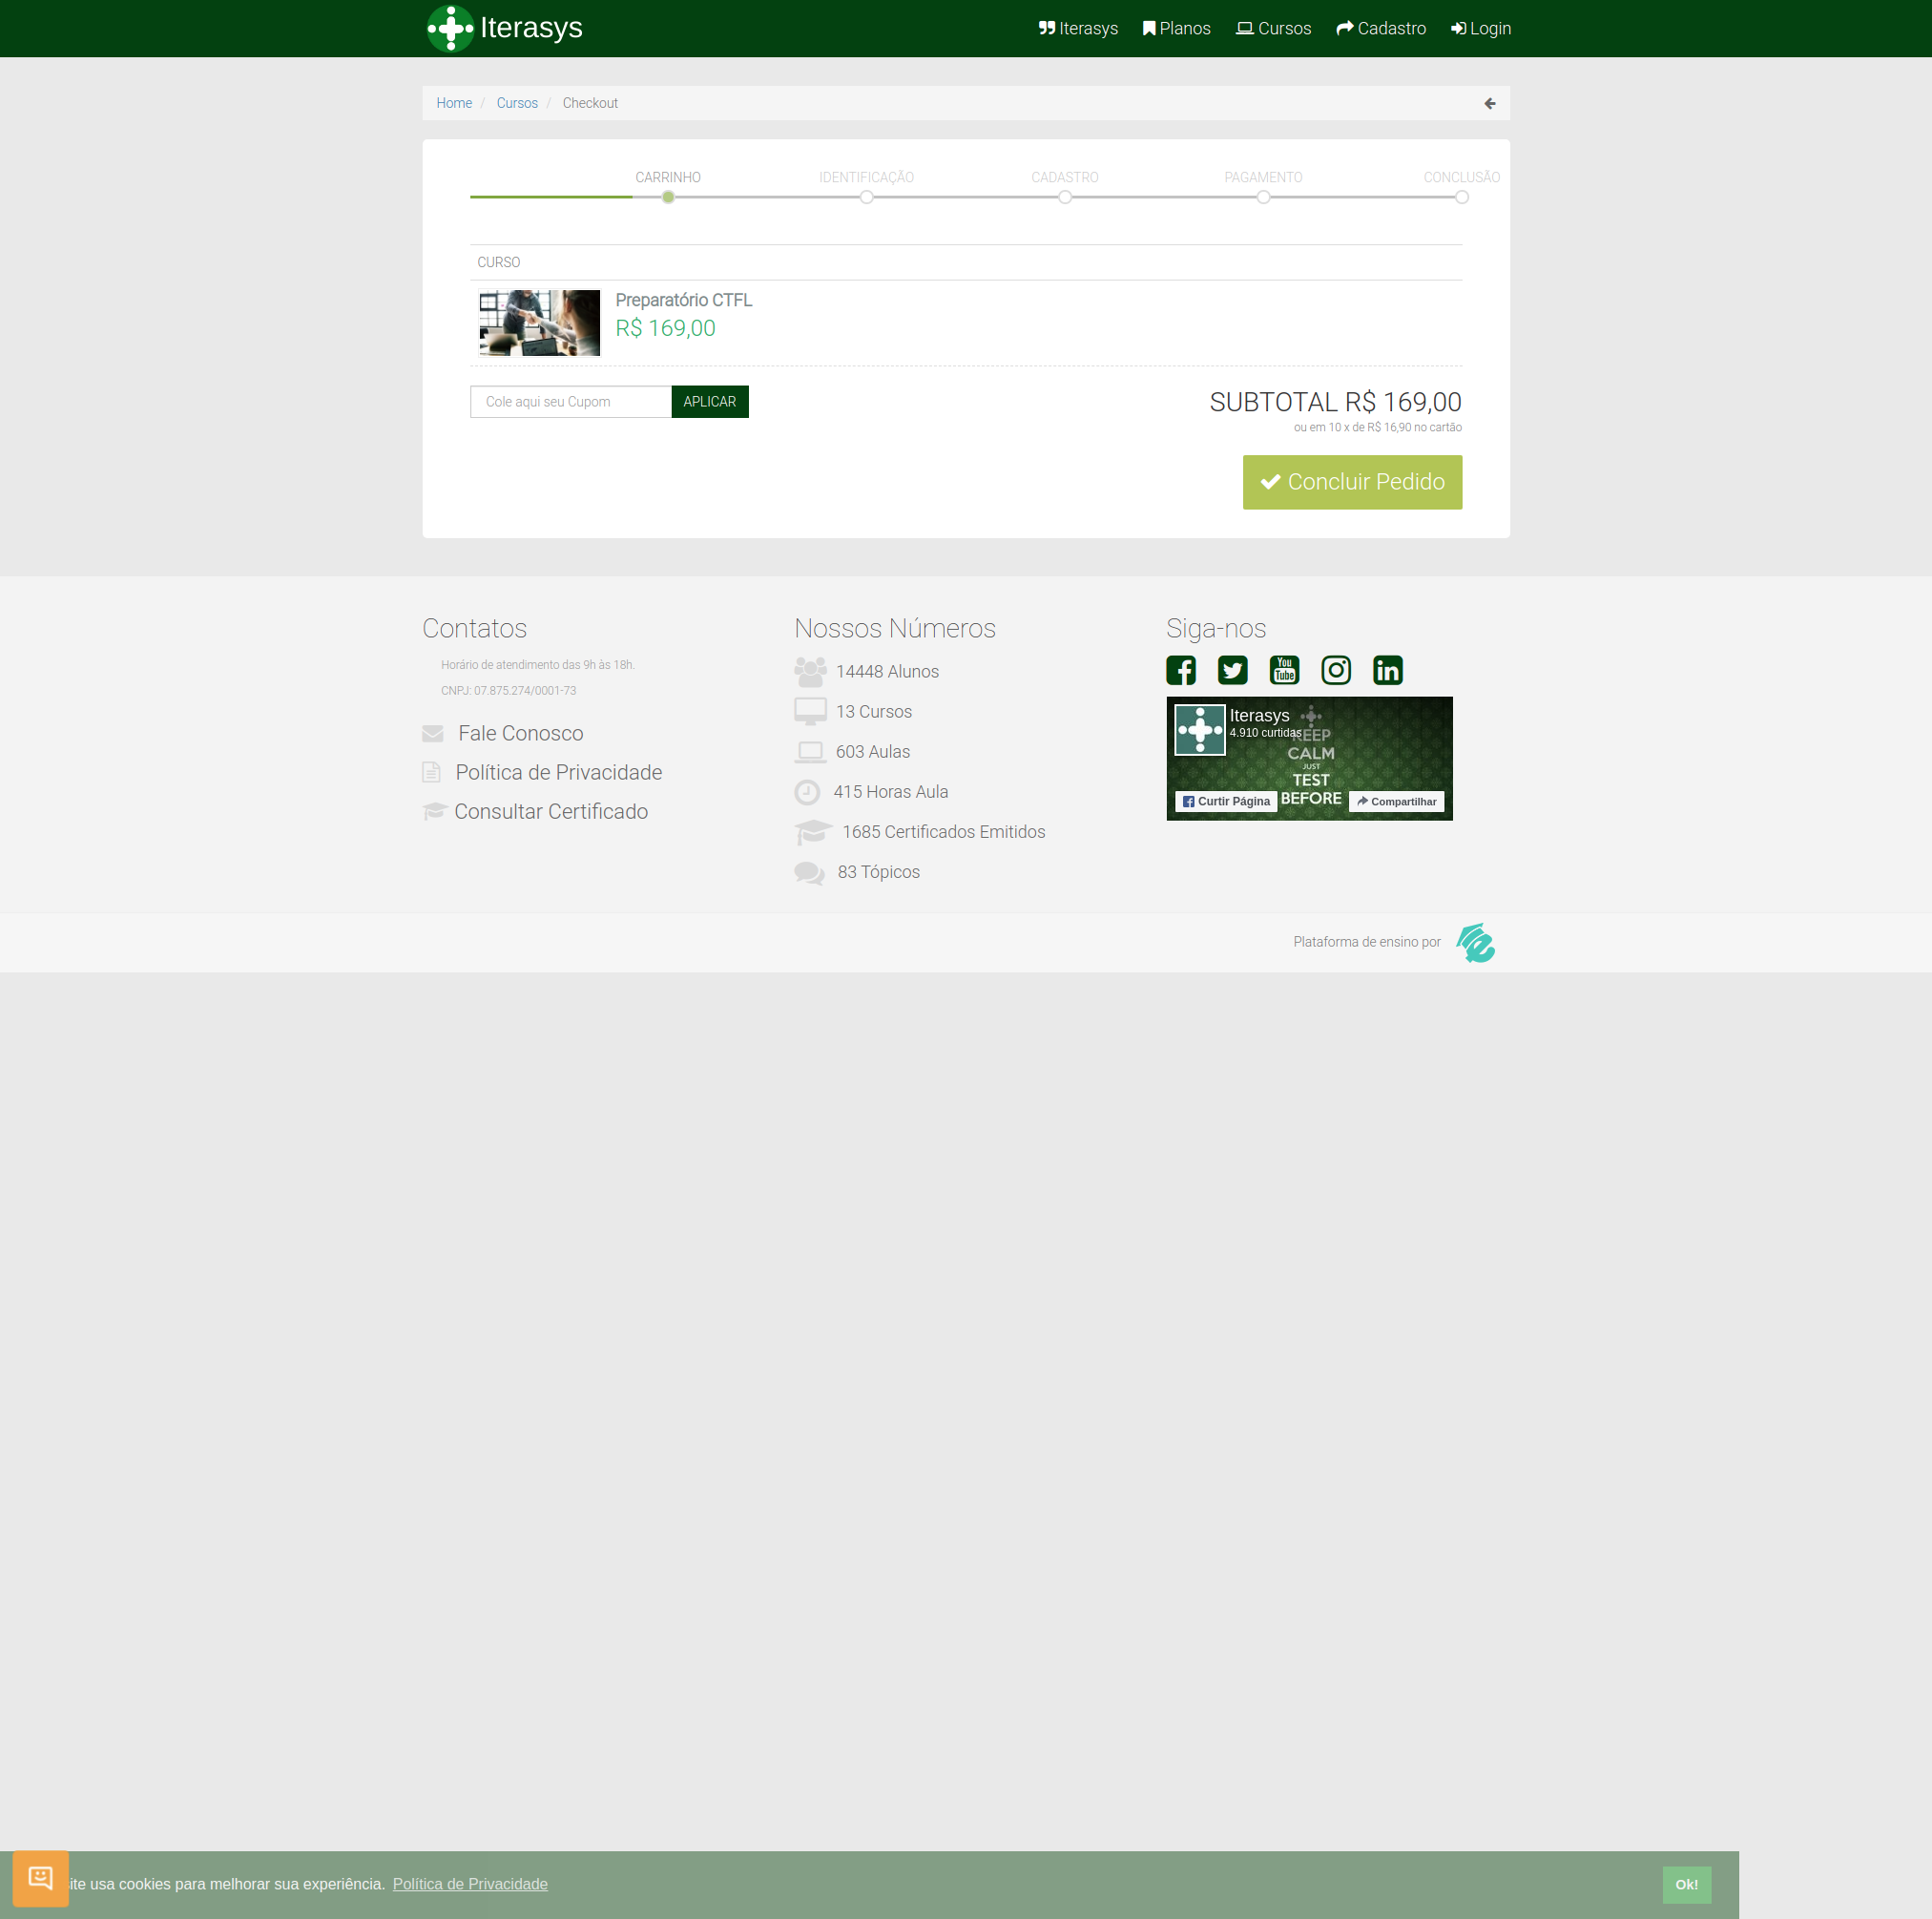 Iterasys
Iterasys Planos Cursos Cadastro Login
Home / Cursos / Checkout
CARRINHO IDENTIFICAÇÃO CADASTRO PAGAMENTO CONCLUSÃO
CURSO
Preparatório CTFL
R$ 169,00
Cole aqui seu Cupom APLICAR
SUBTOTAL R$ 169,00
ou em 10 x de R$ 16,90 no cartão
Concluir Pedido
Contatos
Horário de atendimento das 9h às 18h.
CNPJ: 07.875.274/0001-73
Fale Conosco
Política de Privacidade
Consultar Certificado
Nossos Números
14448 Alunos
13 Cursos
603 Aulas
415 Horas Aula
1685 Certificados Emitidos
83 Tópicos
Siga-nos
You
Tube
in
Iterasys
4.910 curtidas
KEEP
CALM
JUST
TEST
BEFORE
Curtir Página
Compartilhar
Plataforma de ensino por
usa cookies para melhorar sua experiência. Política de Privacidade
Ok!